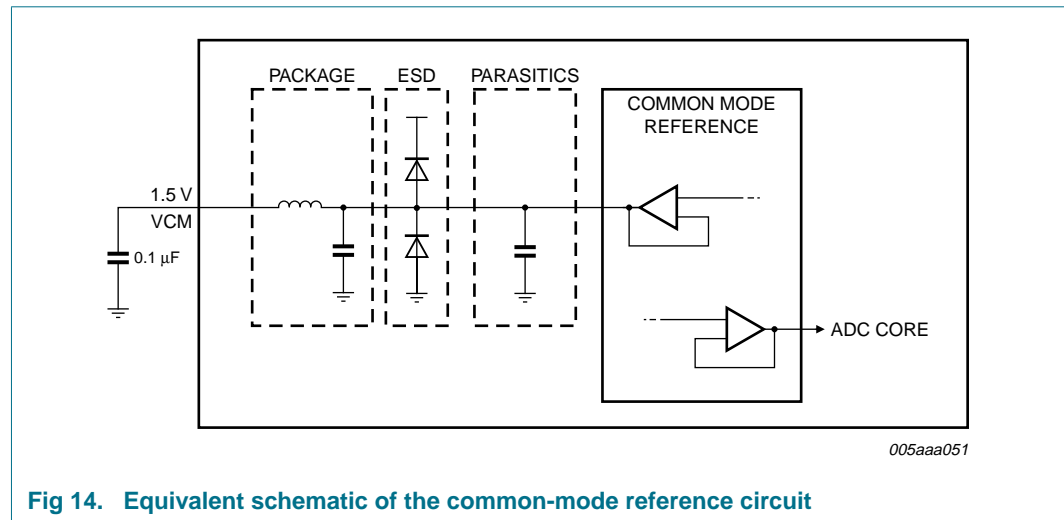 PACKAGE ESD PARASITICS
COMMON MODE
REFERENCE
1.5 V
VCM
0.1 μF
ADC CORE
005aaa051
Fig 14. Equivalent schematic of the common-mode reference circuit